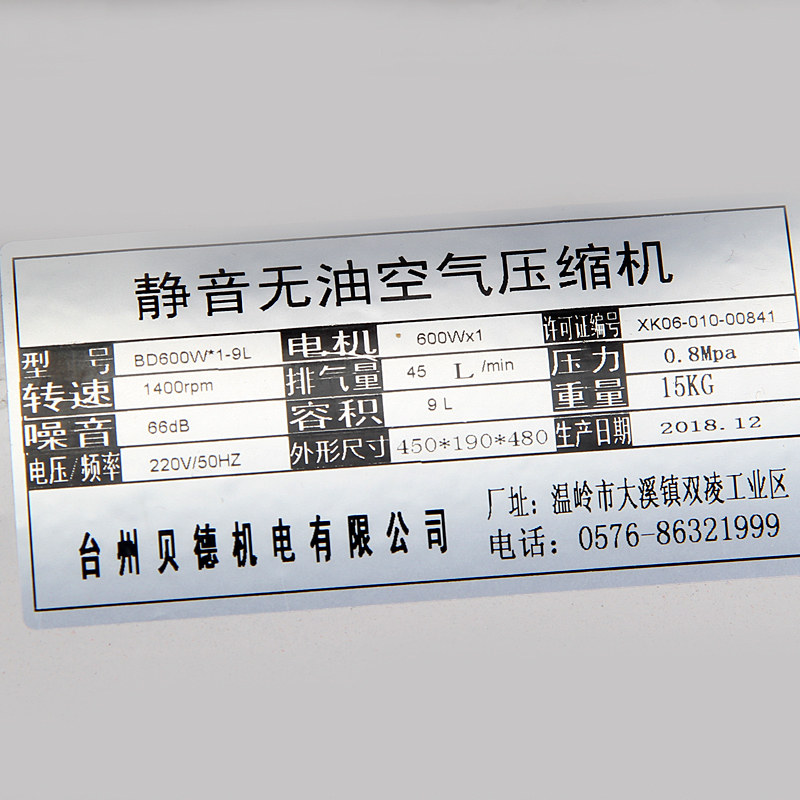 静音无油空气压缩机
型号 BD600W*1-9L 电机 600Wx1 许可证编号 XK06-010-00841
转速 1400rpm 排气量 45 L/min 压力 0.8Mpa
噪音 66dB 容积 9L 重量 15KG
电压/频率 220V/50HZ 外形尺寸 450*190*480 生产日期 2018.12
台州贝德机电有限公司
厂址：温岭市大溪镇双凌工业区
电话：0576-86321999